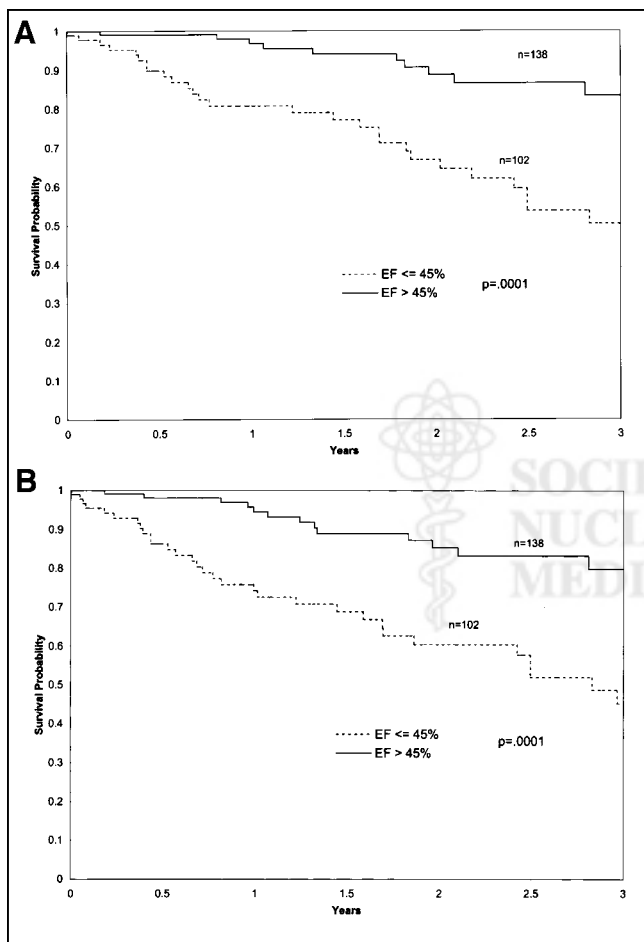 A
1
0.9
0.8
0.7
0.6
0.5
0.4
0.3
0.2
0.1
0
Survival Probability
n=138
n=102
EF <= 45%
EF > 45%
p=.0001
0 0.5 1 1.5 2 2.5 3
Years
B
1
0.9
0.8
0.7
0.6
0.5
0.4
0.3
0.2
0.1
0
Survival Probability
n=138
n=102
EF <= 45%
EF > 45%
p=.0001
0 0.5 1 1.5 2 2.5 3
Years
SOCIE
NUCL
MEDI